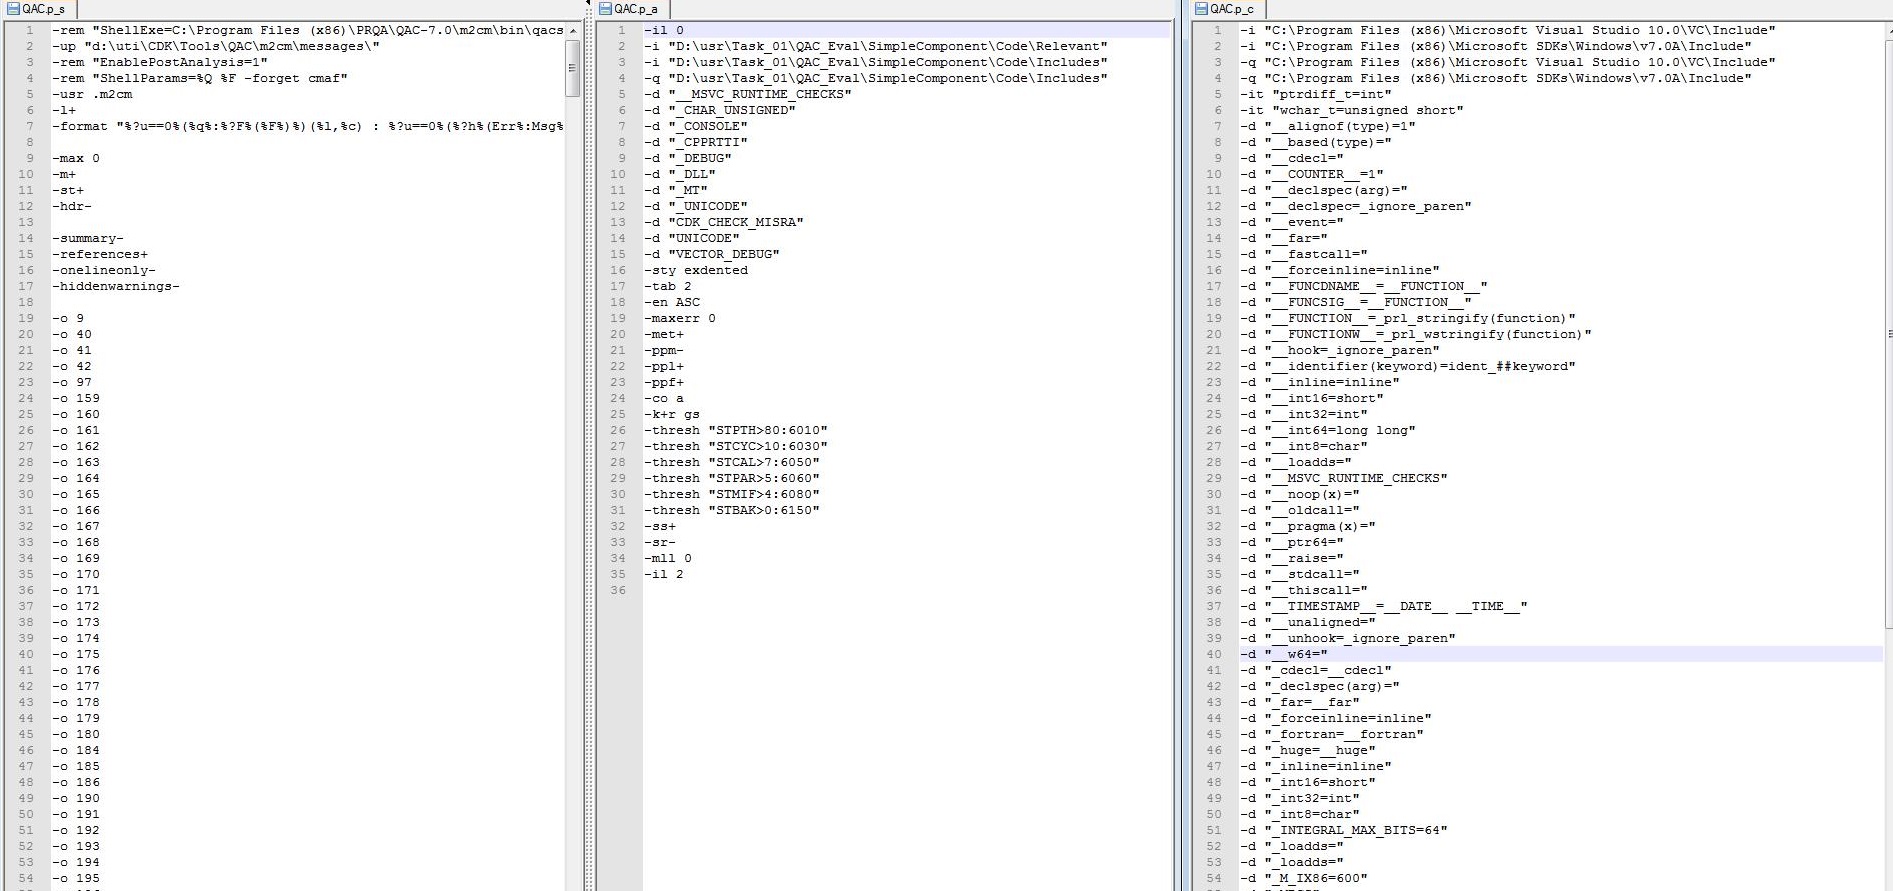 QAC.p_s
1 -rem "ShellExe=C:\Program Files (x86)\PRQA\QAC-7.0\m2cm\bin\qacs
2 -up "d:\uti\CDK\Tools\QAC\m2cm\messages\"
3 -rem "EnablePostAnalysis=1"
4 -rem "ShellParams=%Q %F -forget cmaf"
5 -usr .m2cm
6 -l+
7 -format "%?u==0%(%q%:%?F%(%F%)%)(%l,%c) : %?u==0%(%?h%(Err%:Msg%
8
9 -max 0
10 -m+
11 -st+
12 -hdr-
13
14 -summary-
15 -references+
16 -onelineonly-
17 -hiddenwarnings-
18
19 -o 9
20 -o 40
21 -o 41
22 -o 42
23 -o 97
24 -o 159
25 -o 160
26 -o 161
27 -o 162
28 -o 163
29 -o 164
30 -o 165
31 -o 166
32 -o 167
33 -o 168
34 -o 169
35 -o 170
36 -o 171
37 -o 172
38 -o 173
39 -o 174
40 -o 175
41 -o 176
42 -o 177
43 -o 178
44 -o 179
45 -o 180
46 -o 184
47 -o 185
48 -o 186
49 -o 190
50 -o 191
51 -o 192
52 -o 193
53 -o 194
54 -o 195
QAC.p_a
1 -il 0
2 -i "D:\usr\Task_01\QAC_Eval\SimpleComponent\Code\Relevant"
3 -i "D:\usr\Task_01\QAC_Eval\SimpleComponent\Code\Includes"
4 -q "D:\usr\Task_01\QAC_Eval\SimpleComponent\Code\Includes"
5 -d "__MSVC_RUNTIME_CHECKS"
6 -d "_CHAR_UNSIGNED"
7 -d "_CONSOLE"
8 -d "_CPPRTTI"
9 -d "_DEBUG"
10 -d "_DLL"
11 -d "_MT"
12 -d "_UNICODE"
13 -d "CDK_CHECK_MISRA"
14 -d "UNICODE"
15 -d "VECTOR_DEBUG"
16 -sty exdented
17 -tab 2
18 -en ASC
19 -maxerr 0
20 -met+
21 -ppm-
22 -ppl+
23 -ppf+
24 -co a
25 -k+r gs
26 -thresh "STPTH>80:6010"
27 -thresh "STCYC>10:6030"
28 -thresh "STCAL>7:6050"
29 -thresh "STPAR>5:6060"
30 -thresh "STMIF>4:6080"
31 -thresh "STBAK>0:6150"
32 -ss+
33 -sr-
34 -mll 0
35 -il 2
36
QAC.p_c
1 -i "C:\Program Files (x86)\Microsoft Visual Studio 10.0\VC\Include"
2 -i "C:\Program Files (x86)\Microsoft SDKs\Windows\v7.0A\Include"
3 -q "C:\Program Files (x86)\Microsoft Visual Studio 10.0\VC\Include"
4 -q "C:\Program Files (x86)\Microsoft SDKs\Windows\v7.0A\Include"
5 -it "ptrdiff_t=int"
6 -it "wchar_t=unsigned short"
7 -d "__alignof(type)=1"
8 -d "__based(type)="
9 -d "__cdecl="
10 -d "__COUNTER__=1"
11 -d "__declspec(arg)="
12 -d "__declspec=_ignore_paren"
13 -d "__event="
14 -d "__far="
15 -d "__fastcall="
16 -d "__forceinline=inline"
17 -d "__FUNCDNAME__=__FUNCTION__"
18 -d "__FUNCSIG__=__FUNCTION__"
19 -d "__FUNCTION__=_prl_stringify(function)"
20 -d "__FUNCTIONW__=_prl_wstringify(function)"
21 -d "__hook=_ignore_paren"
22 -d "__identifier(keyword)=ident_##keyword"
23 -d "__inline=inline"
24 -d "__int16=short"
25 -d "__int32=int"
26 -d "__int64=long long"
27 -d "__int8=char"
28 -d "__loadds="
29 -d "__MSVC_RUNTIME_CHECKS"
30 -d "__noop(x)="
31 -d "__oldcall="
32 -d "__pragma(x)="
33 -d "__ptr64="
34 -d "__raise="
35 -d "__stdcall="
36 -d "__thiscall="
37 -d "__TIMESTAMP__=__DATE__ __TIME__"
38 -d "__unaligned="
39 -d "__unhook=_ignore_paren"
40 -d "__w64="
41 -d "_cdecl=__cdecl"
42 -d "_declspec(arg)="
43 -d "_far=__far"
44 -d "_forceinline=inline"
45 -d "_fortran=__fortran"
46 -d "_huge=__huge"
47 -d "_inline=inline"
48 -d "_int16=short"
49 -d "_int32=int"
50 -d "_int8=char"
51 -d "_INTEGRAL_MAX_BITS=64"
52 -d "_loadds="
53 -d "_loadds="
54 -d "_M_IX86=600"